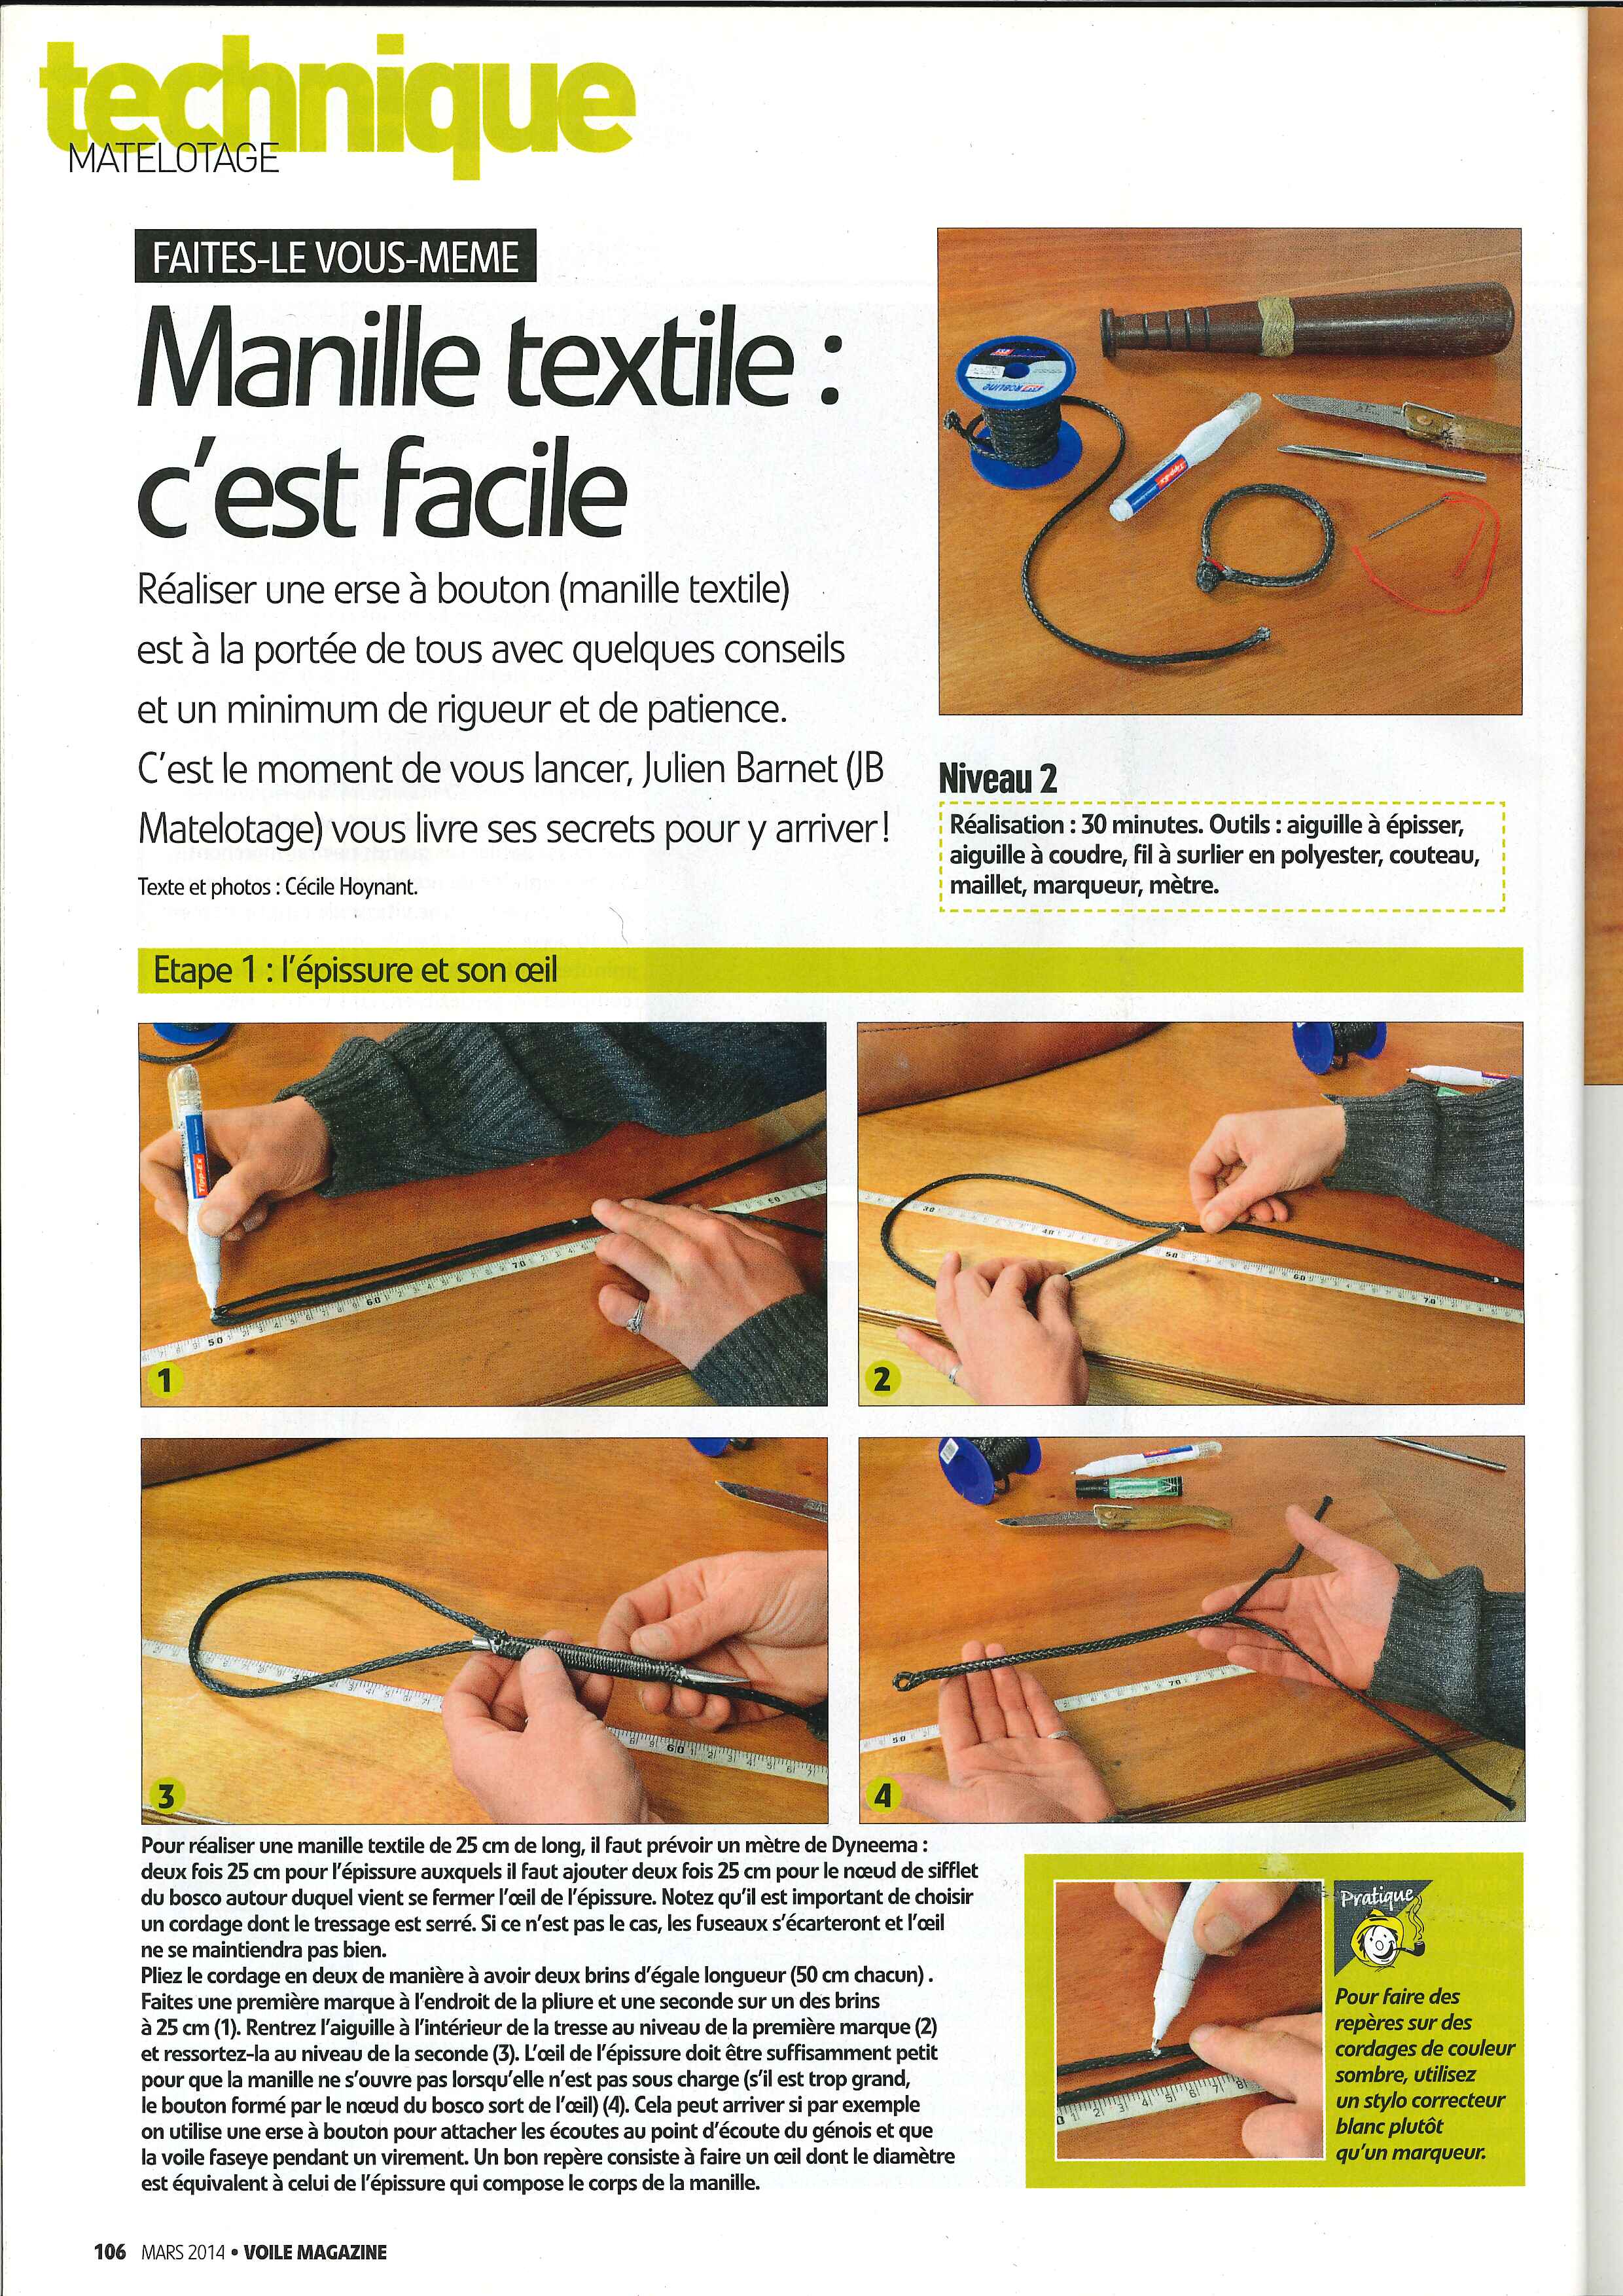 technique
MATELOTAGE
FAITES-LE VOUS-MEME
Manille textile :
c'est facile
Réaliser une erse à bouton (manille textile)
est à la portée de tous avec quelques conseils
et un minimum de rigueur et de patience.
C'est le moment de vous lancer, Julien Barnet (JB
Matelotage) vous livre ses secrets pour y arriver !
Texte et photos : Cécile Hoynant.
Niveau 2
Réalisation : 30 minutes. Outils : aiguille à épisser,
aiguille à coudre, fil à surlier en polyester, couteau,
maillet, marqueur, mètre.
Etape 1 : l'épissure et son œil
Tipp-Ex
50
60
70
1
30
40
50
60
70
2
40
60
3
50
70
4
Pour réaliser une manille textile de 25 cm de long, il faut prévoir un mètre de Dyneema :
deux fois 25 cm pour l'épissure auxquels il faut ajouter deux fois 25 cm pour le nœud de sifflet
du bosco autour duquel vient se fermer l'œil de l'épissure. Notez qu'il est important de choisir
un cordage dont le tressage est serré. Si ce n'est pas le cas, les fuseaux s'écarteront et l'œil
ne se maintiendra pas bien.
Pliez le cordage en deux de manière à avoir deux brins d'égale longueur (50 cm chacun) .
Faites une première marque à l'endroit de la pliure et une seconde sur un des brins
à 25 cm (1). Rentrez l'aiguille à l'intérieur de la tresse au niveau de la première marque (2)
et ressortez-la au niveau de la seconde (3). L'œil de l'épissure doit être suffisamment petit
pour que la manille ne s'ouvre pas lorsqu'elle n'est pas sous charge (s'il est trop grand,
le bouton formé par le nœud du bosco sort de l'œil) (4). Cela peut arriver si par exemple
on utilise une erse à bouton pour attacher les écoutes au point d'écoute du génois et que
la voile faseye pendant un virement. Un bon repère consiste à faire un œil dont le diamètre
est équivalent à celui de l'épissure qui compose le corps de la manille.
Pratique
Pour faire des
repères sur des
cordages de couleur
sombre, utilisez
un stylo correcteur
blanc plutôt
qu'un marqueur.
106 MARS 2014 • VOILE MAGAZINE